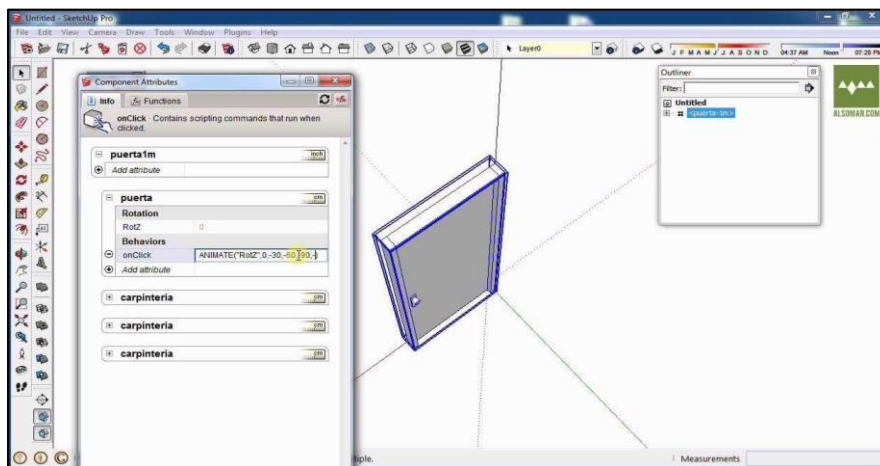 Untitled - SketchUp Pro
File Edit View Camera Draw Tools Window Plugins Help
Layer0
J F M A M J J A S O N D 04:37 AM Noon 07:28 PM
Component Attributes
Info Functions
onClick - Contains scripting commands that run when
clicked.
puerta1m inch
Add attribute
puerta cm
Rotation
RotZ 0
Behaviors
onClick ANIMATE("RotZ",0,-30,-60,-90,-)
Add attribute
carpinteria cm
carpinteria cm
carpinteria cm
Outliner
Filter:
Untitled
<puerta-1m>
ALSOMAR.COM
iple.
Measurements